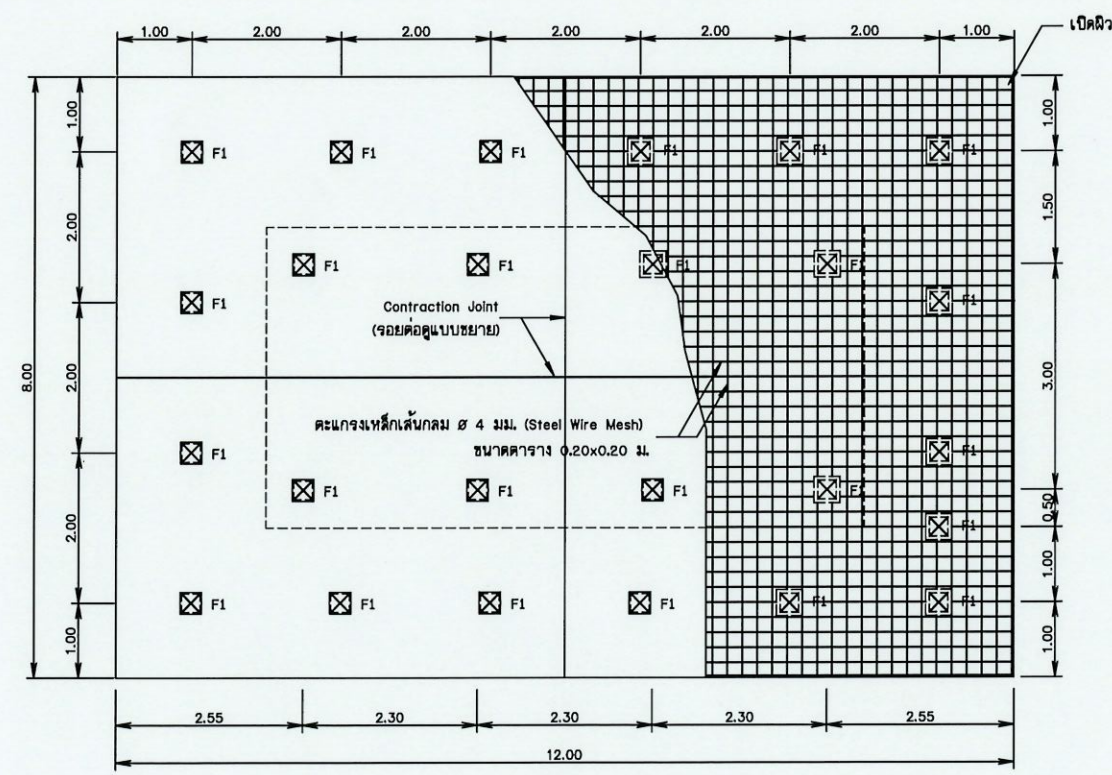 1.00 2.00 2.00 2.00 2.00 2.00 1.00
เปิดผิว
1.00
1.00
F1 F1 F1 F1 F1 F1
2.00
1.50
F1 F1 F1 F1
F1 F1
Contraction Joint
(รอยต่อดูแบบขยาย)
8.00
2.00
3.00
ตะแกรงเหล็กเส้นกลม ø 4 มม. (Steel Wire Mesh)
ขนาดตาราง 0.20x0.20 ม.
F1 F1
F1 F1 F1 F1
0.50
2.00
F1
1.00
F1 F1 F1 F1 F1 F1
1.00
1.00
2.55 2.30 2.30 2.30 2.55
12.00